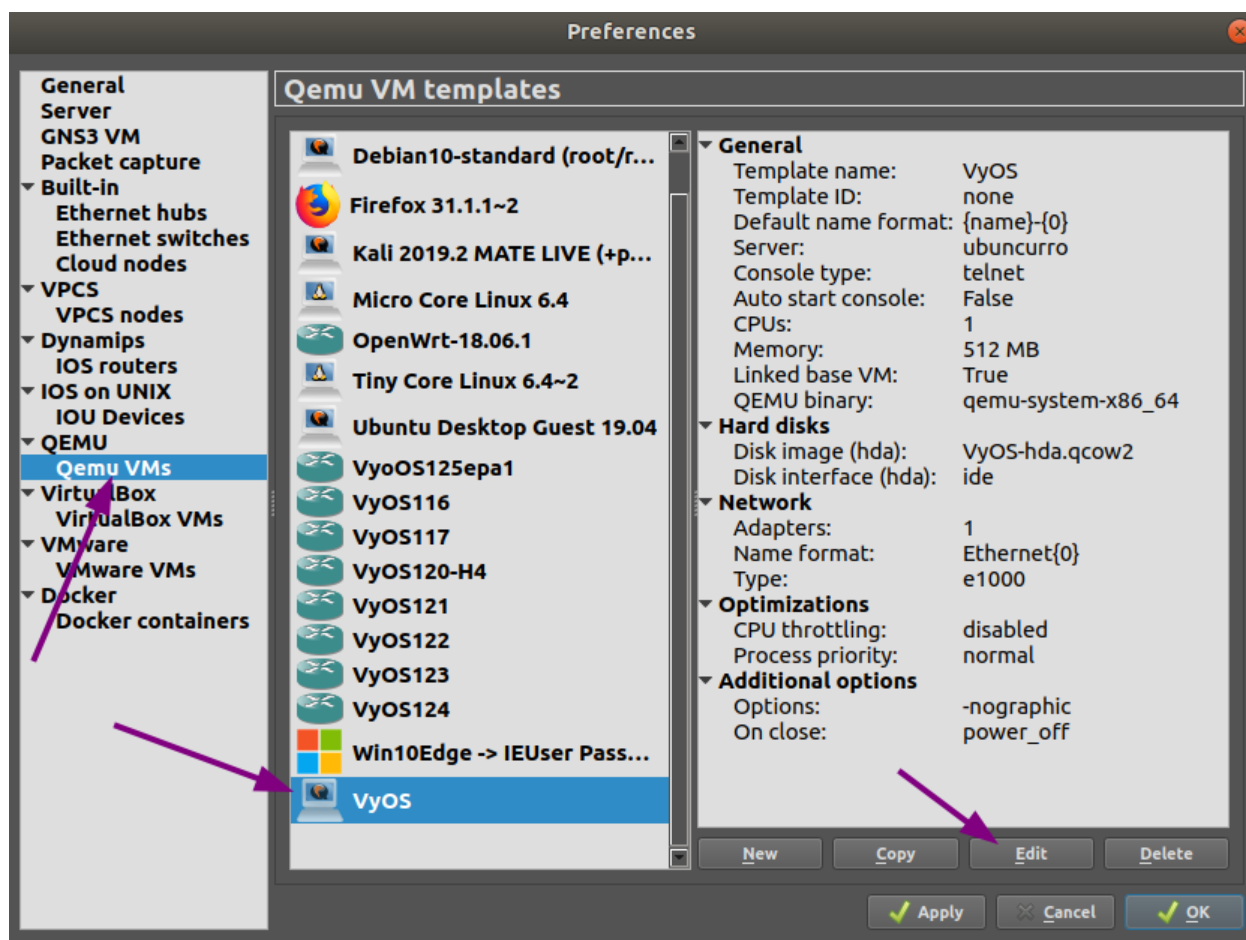 Preferences
General
Server
GNS3 VM
Packet capture
Built-in
Ethernet hubs
Ethernet switches
Cloud nodes
VPCS
VPCS nodes
Dynamips
IOS routers
IOS on UNIX
IOU Devices
QEMU
Qemu VMs
VirtualBox
VirtualBox VMs
VMware
VMware VMs
Docker
Docker containers
Qemu VM templates
Debian10-standard (root/r...
Firefox 31.1.1~2
Kali 2019.2 MATE LIVE (+p...
Micro Core Linux 6.4
OpenWrt-18.06.1
Tiny Core Linux 6.4~2
Ubuntu Desktop Guest 19.04
VyoOS125epa1
VyOS116
VyOS117
VyOS120-H4
VyOS121
VyOS122
VyOS123
VyOS124
Win10Edge -> IEUser Pass...
VyOS
General
Template name: VyOS
Template ID: none
Default name format: {name}-{0}
Server: ubuncurro
Console type: telnet
Auto start console: False
CPUs: 1
Memory: 512 MB
Linked base VM: True
QEMU binary: qemu-system-x86_64
Hard disks
Disk image (hda): VyOS-hda.qcow2
Disk interface (hda): ide
Network
Adapters: 1
Name format: Ethernet{0}
Type: e1000
Optimizations
CPU throttling: disabled
Process priority: normal
Additional options
Options: -nographic
On close: power_off
New Copy Edit Delete
Apply Cancel OK